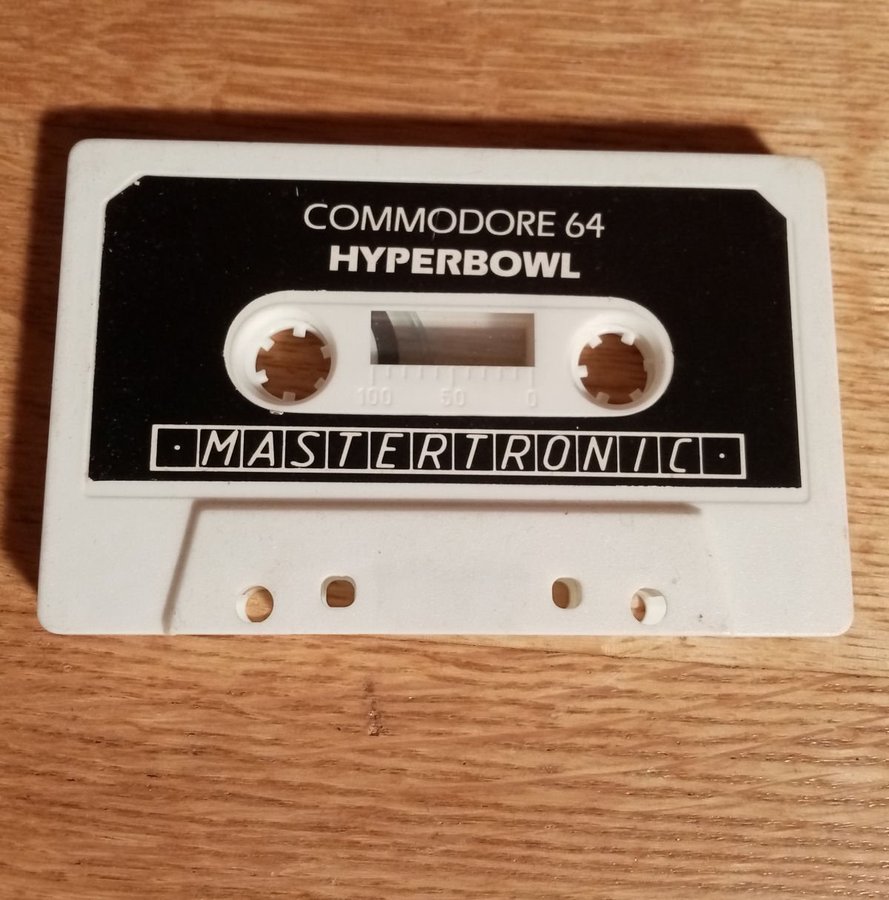 COMMODORE 64
HYPERBOWL
100 50 0
· MASTERTRONIC ·